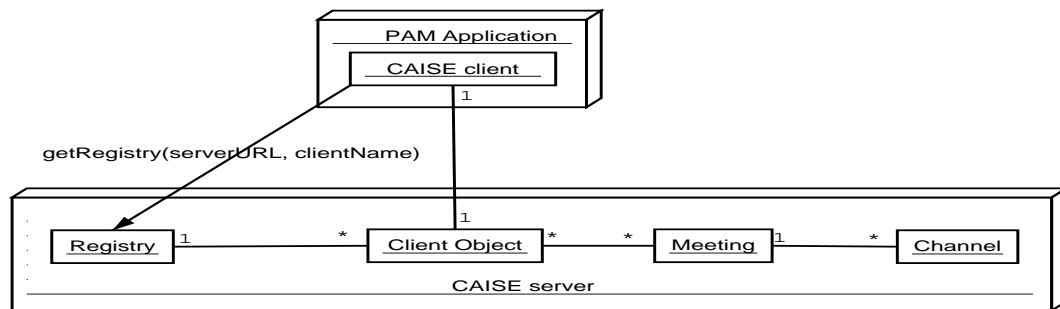 PAM Application
CAISE client
1
getRegistry(serverURL, clientName)
1
Registry 1 * Client Object * * Meeting 1 * Channel
CAISE server